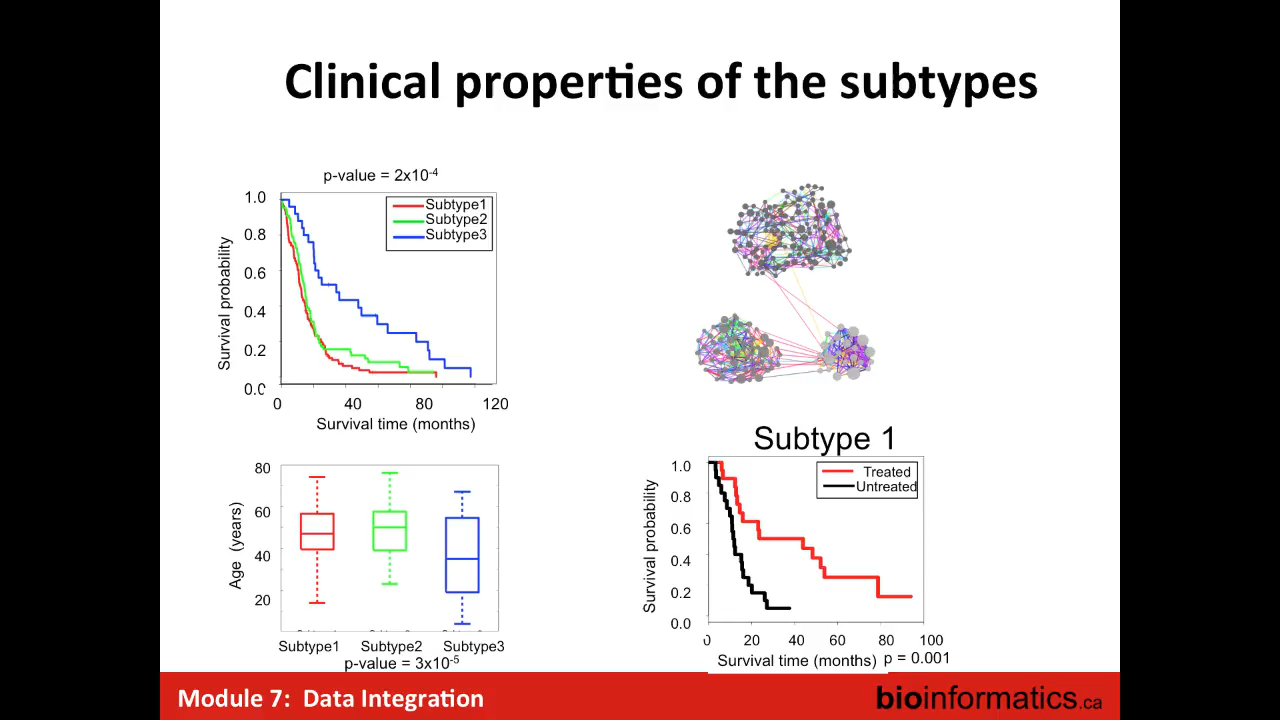 Clinical properties of the subtypes
p-value = 2x10-4
Subtype1
Subtype2
Subtype3
1.0
0.8
0.6
0.4
0.2
0.0
Survival probability
0 40 80 120
Survival time (months)
80
60
40
20
Age (years)
Subtype1 Subtype2 Subtype3
p-value = 3x10-5
Subtype 1
Treated
Untreated
1.0
0.8
0.6
0.4
0.2
0.0
Survival probability
0 20 40 60 80 100
Survival time (months) p = 0.001
Module 7: Data Integration
bioinformatics.ca